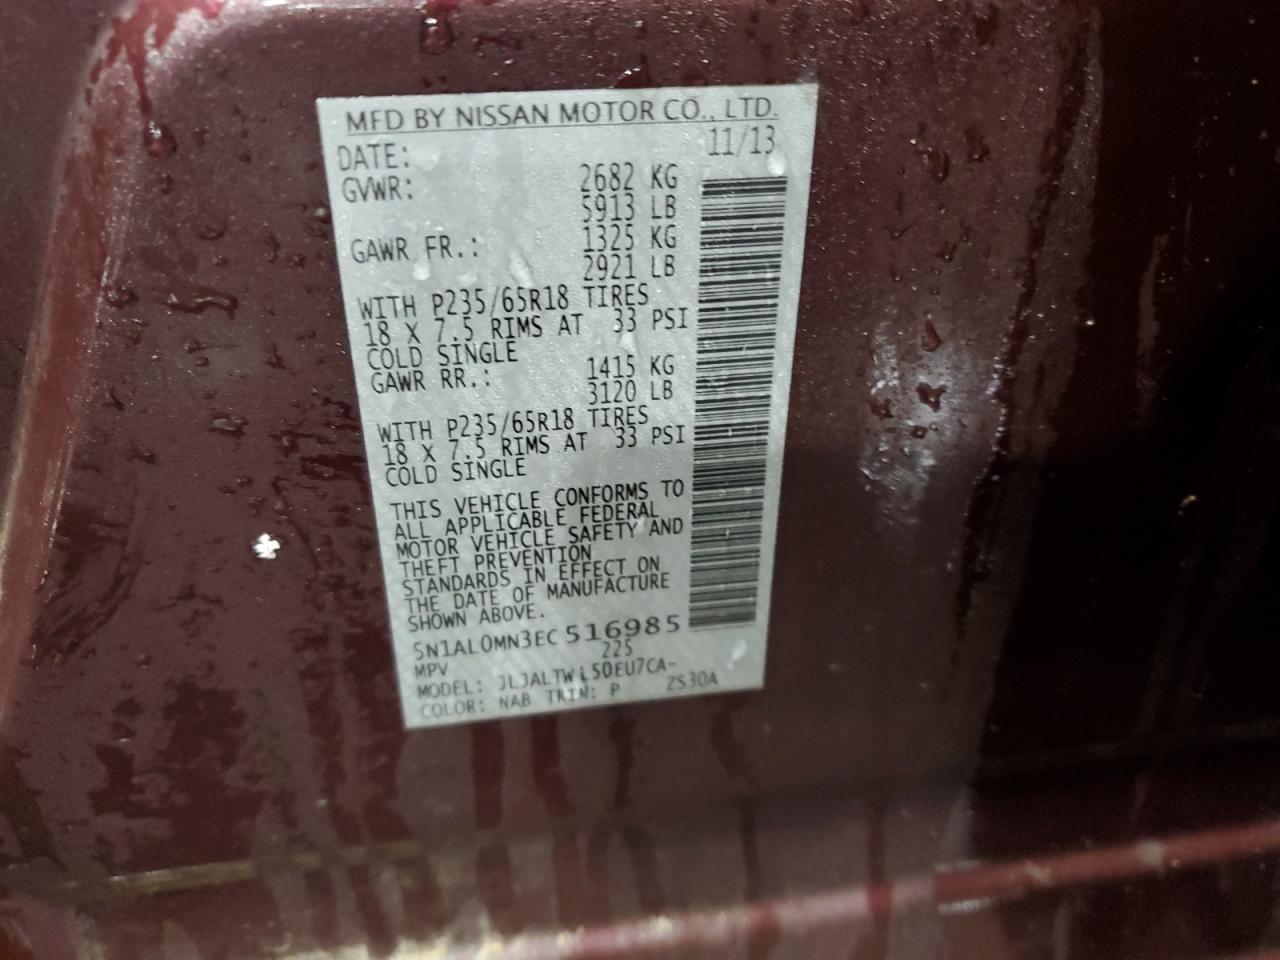 MFD BY NISSAN MOTOR CO., LTD.
DATE: 11/13
GVWR: 2682 KG
5913 LB
GAWR FR.: 1325 KG
2921 LB
WITH P235/65R18 TIRES
18 X 7.5 RIMS AT 33 PSI
COLD SINGLE
GAWR RR.: 1415 KG
3120 LB
WITH P235/65R18 TIRES
18 X 7.5 RIMS AT 33 PSI
COLD SINGLE
THIS VEHICLE CONFORMS TO
ALL APPLICABLE FEDERAL
MOTOR VEHICLE SAFETY AND
THEFT PREVENTION
STANDARDS IN EFFECT ON
THE DATE OF MANUFACTURE
SHOWN ABOVE.
5N1AL0MN3EC516985
MPV 225
MODEL: JLJALTWL50EU7CA-
COLOR: NAB TRIM: P ZS30A